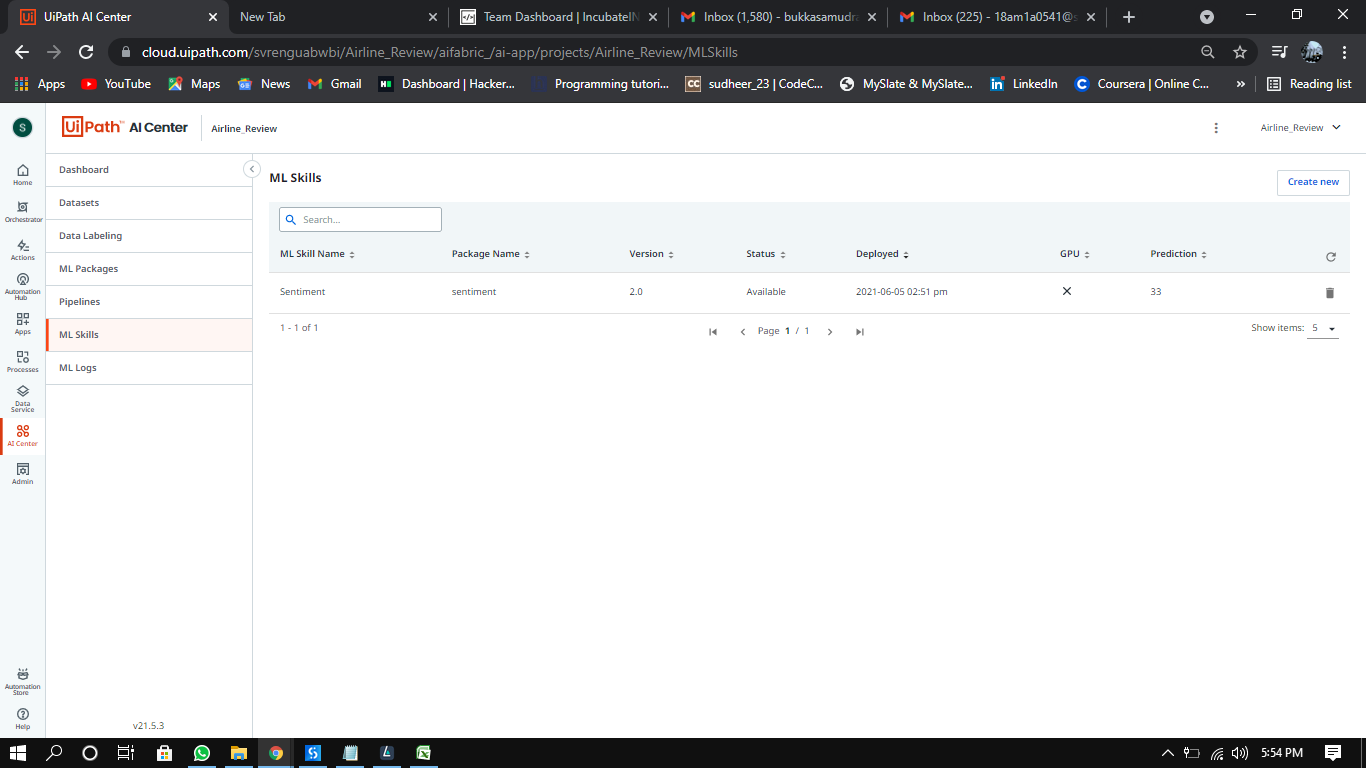 UiPath AI Center
New Tab
Team Dashboard | IncubateIN
Inbox (1,580) - bukkasamudra
Inbox (225) - 18am1a0541@s
cloud.uipath.com/svrenguabwbi/Airline_Review/aifabric_/ai-app/projects/Airline_Review/MLSkills
Apps YouTube Maps News Gmail Dashboard | Hacker... Programming tutori... sudheer_23 | CodeC... MySlate & MySlate... LinkedIn Coursera | Online C... » Reading list
S
UiPath AI Center Airline_Review
Airline_Review
Home
Orchestrator
Actions
Automation
Hub
Apps
Processes
Data
Service
AI Center
Admin
Automation
Store
Help
Dashboard
Datasets
Data Labeling
ML Packages
Pipelines
ML Skills
ML Logs
v21.5.3
ML Skills
Create new
Search...
ML Skill Name Package Name Version Status Deployed GPU Prediction
Sentiment sentiment 2.0 Available 2021-06-05 02:51 pm 33
1 - 1 of 1 Page 1 / 1 Show items: 5
5:54 PM